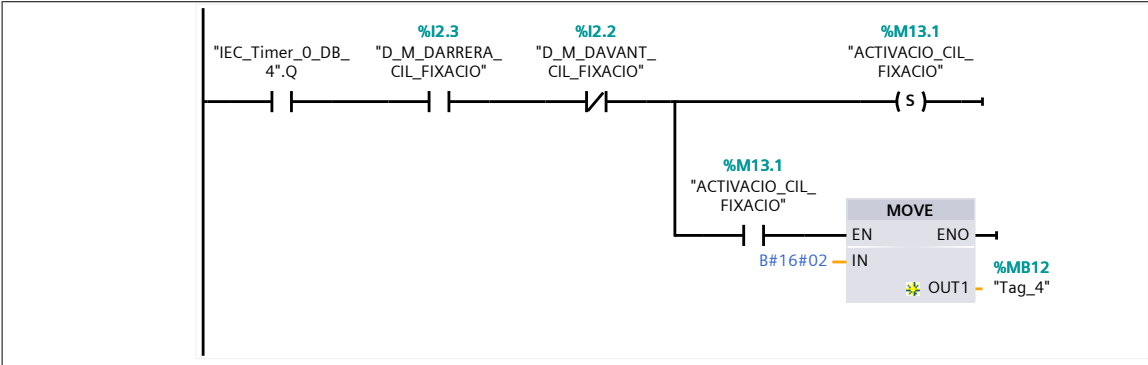 %I2.3
%I2.2
%M13.1
"IEC_Timer_0_DB_
4".Q
"D_M_DARRERA_
CIL_FIXACIO"
"D_M_DAVANT_
CIL_FIXACIO"
"ACTIVACIO_CIL_
FIXACIO"
S
%M13.1
"ACTIVACIO_CIL_
FIXACIO"
MOVE
EN
ENO
B#16#02
IN
%MB12
OUT1
"Tag_4"